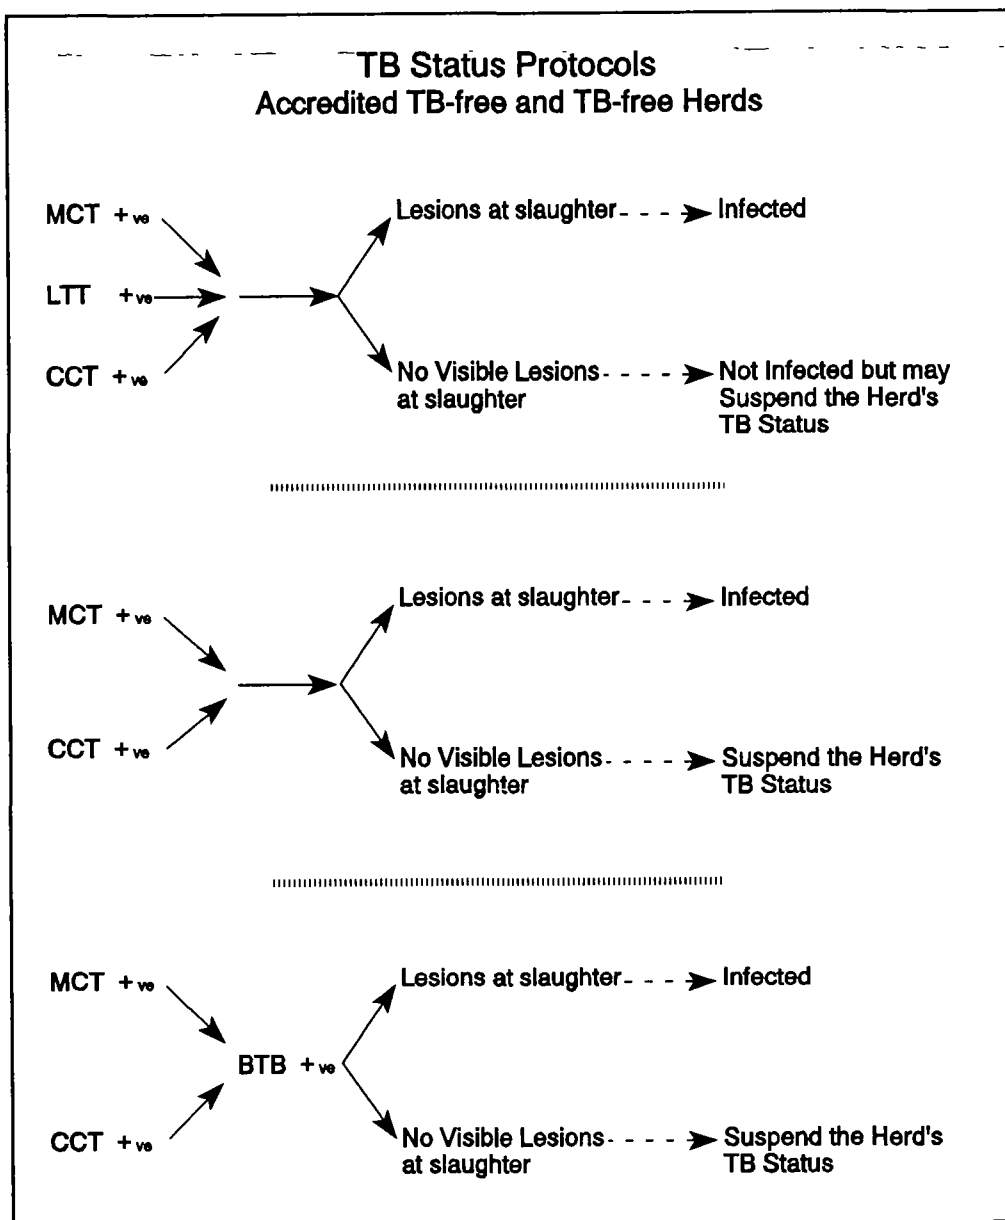 TB Status Protocols
Accredited TB-free and TB-free Herds
MCT +ve
LTT +ve
CCT +ve
Lesions at slaughter
Infected
No Visible Lesions
at slaughter
Not Infected but may
Suspend the Herd's
TB Status
MCT +ve
CCT +ve
Lesions at slaughter
Infected
No Visible Lesions
at slaughter
Suspend the Herd's
TB Status
MCT +ve
CCT +ve
BTB +ve
Lesions at slaughter
Infected
No Visible Lesions
at slaughter
Suspend the Herd's
TB Status